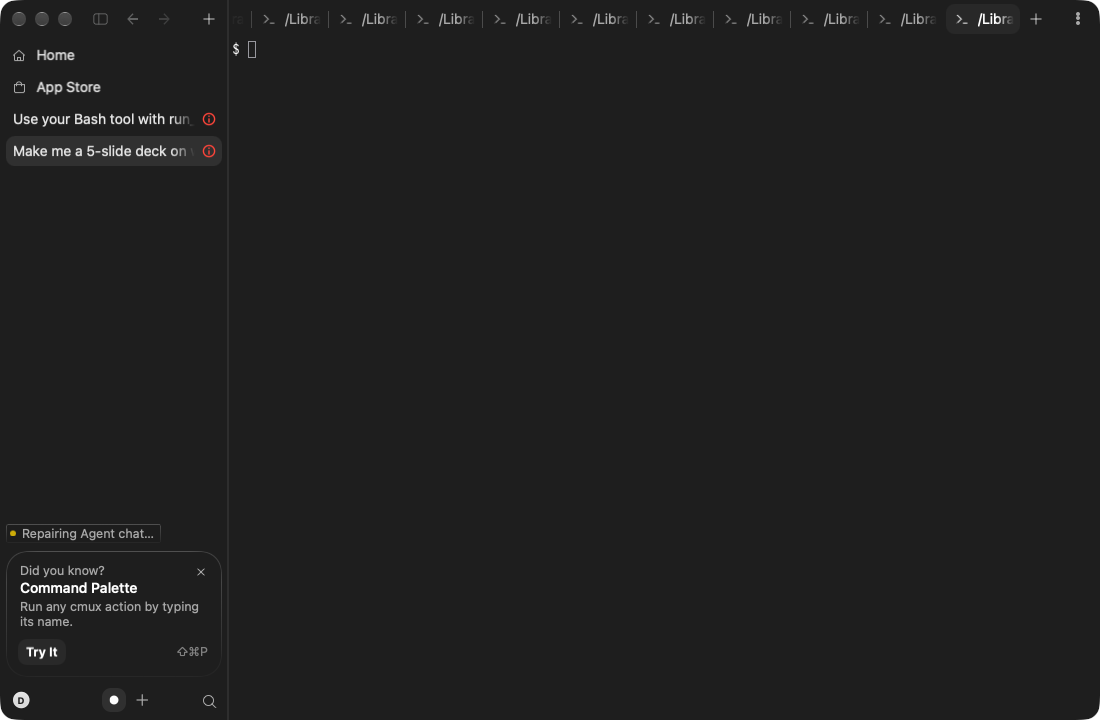 /Libra
/Libra
/Libra
/Libra
/Libra
/Libra
/Libra
/Libra
/Libra
/Libra
Home
App Store
Use your Bash tool with run_
Make me a 5-slide deck on
$
Repairing Agent chat...
Did you know?
Command Palette
Run any cmux action by typing
its name.
Try It
⇧⌘P
D